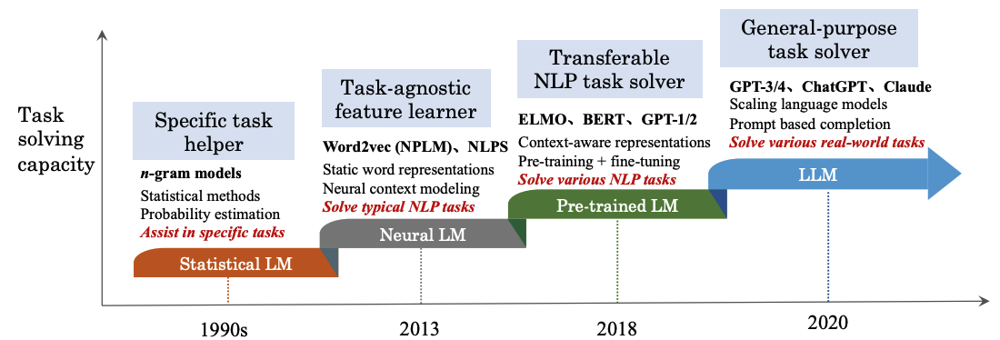 Task
solving
capacity
Specific task
helper
n-gram models
Statistical methods
Probability estimation
Assist in specific tasks
Statistical LM
1990s
Task-agnostic
feature learner
Word2vec (NPLM)、NLPS
Static word representations
Neural context modeling
Solve typical NLP tasks
Neural LM
2013
Transferable
NLP task solver
ELMO、BERT、GPT-1/2
Context-aware representations
Pre-training + fine-tuning
Solve various NLP tasks
Pre-trained LM
2018
General-purpose
task solver
GPT-3/4、ChatGPT、Claude
Scaling language models
Prompt based completion
Solve various real-world tasks
LLM
2020